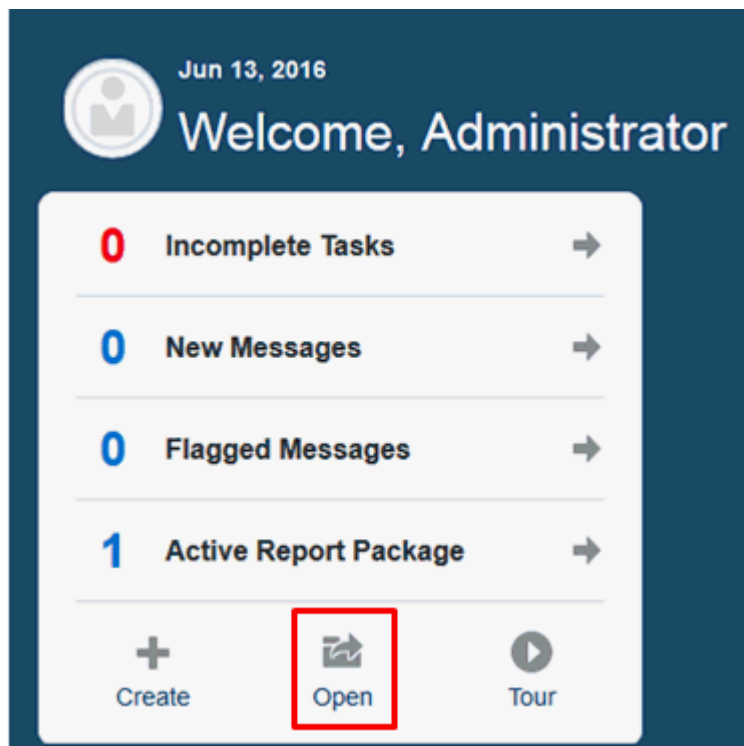 Jun 13, 2016
Welcome, Administrator
0 Incomplete Tasks
0 New Messages
0 Flagged Messages
1 Active Report Package
Create Open Tour